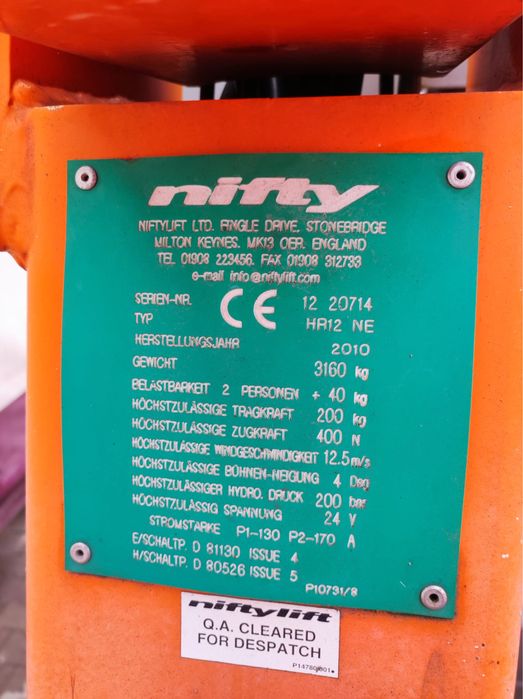 nifty
NIFTYLIFT LTD. FINGLE DRIVE, STONEBRIDGE
MILTON KEYNES. MK13 OER. ENGLAND
TEL 01908 223456. FAX 01908 312733
e-mail info@niftylift.com
SERIEN-NR. CE 12 20714
TYP HR12 NE
HERSTELLUNGSJAHR 2010
GEWICHT 3160 kg
BELASTBARKEIT 2 PERSONEN + 40 kg
HÖCHSTZULÄSSIGE TRAGKRAFT 200 kg
HÖCHSTZULÄSSIGE ZUGKRAFT 400 N
HÖCHSTZULÄSSIGE WINDGESCHWINDIGKEIT 12.5m/s
HÖCHSTZULÄSSIGE BÜHNEN-NEIGUNG 4 Deg
HÖCHSTZULÄSSIGER HYDRO. DRUCK 200 bar
HÖCHSTZULÄSSIG SPANNUNG 24 V
STROMSTARKE P1-130 P2-170 A
E/SCHALTP. D 81130 ISSUE 4
H/SCHALTP. D 80526 ISSUE 5
P10731/8
niftylift
Q.A. CLEARED
FOR DESPATCH